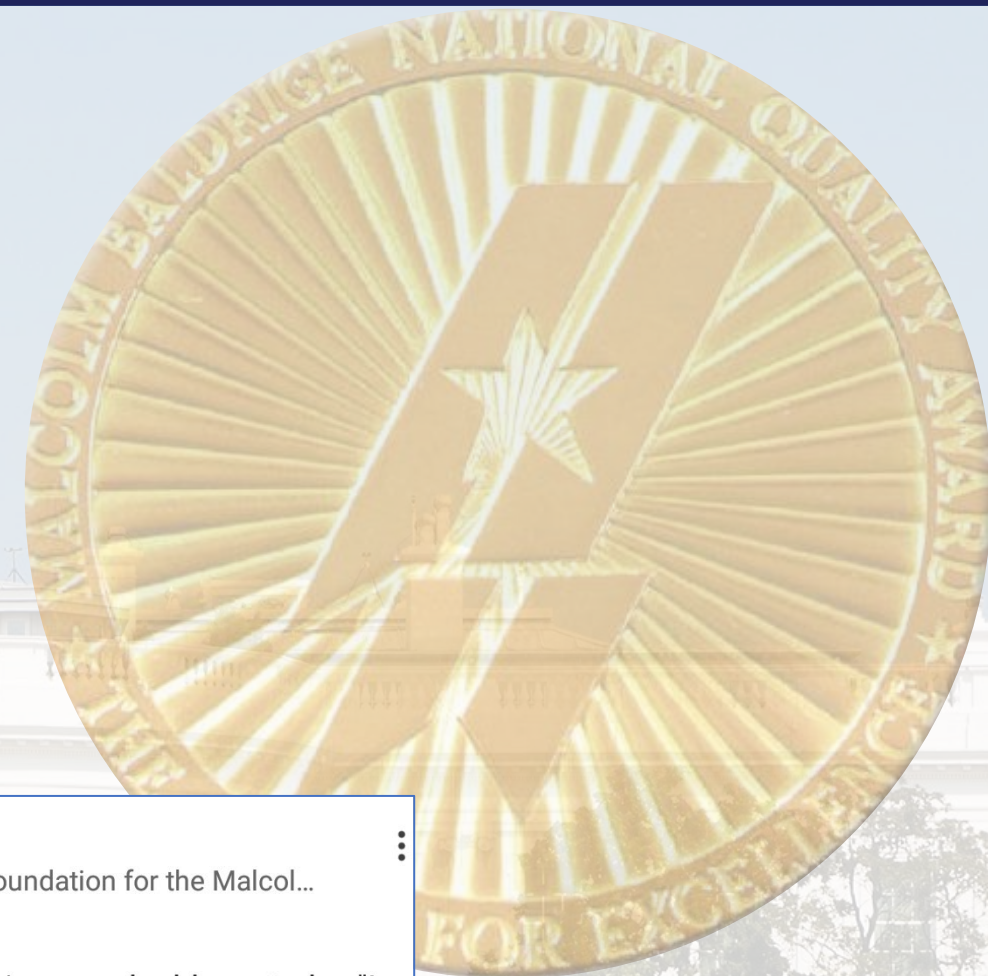 THE ★ MALCOLM BALDRIGE NATIONAL QUALITY AWARD ★
FOR EXCELLENCE
oundation for the Malcol...